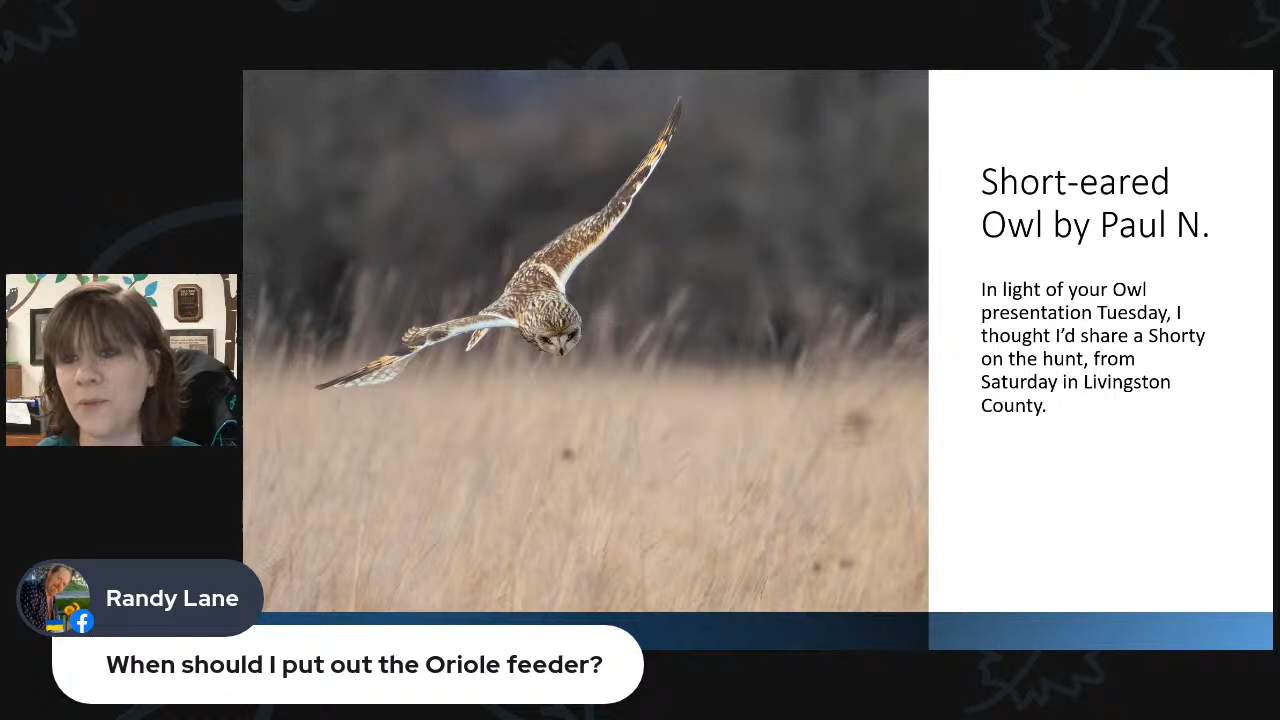 Short-eared
Owl by Paul N.
In light of your Owl
presentation Tuesday, I
thought I’d share a Shorty
on the hunt, from
Saturday in Livingston
County.
Randy Lane
When should I put out the Oriole feeder?